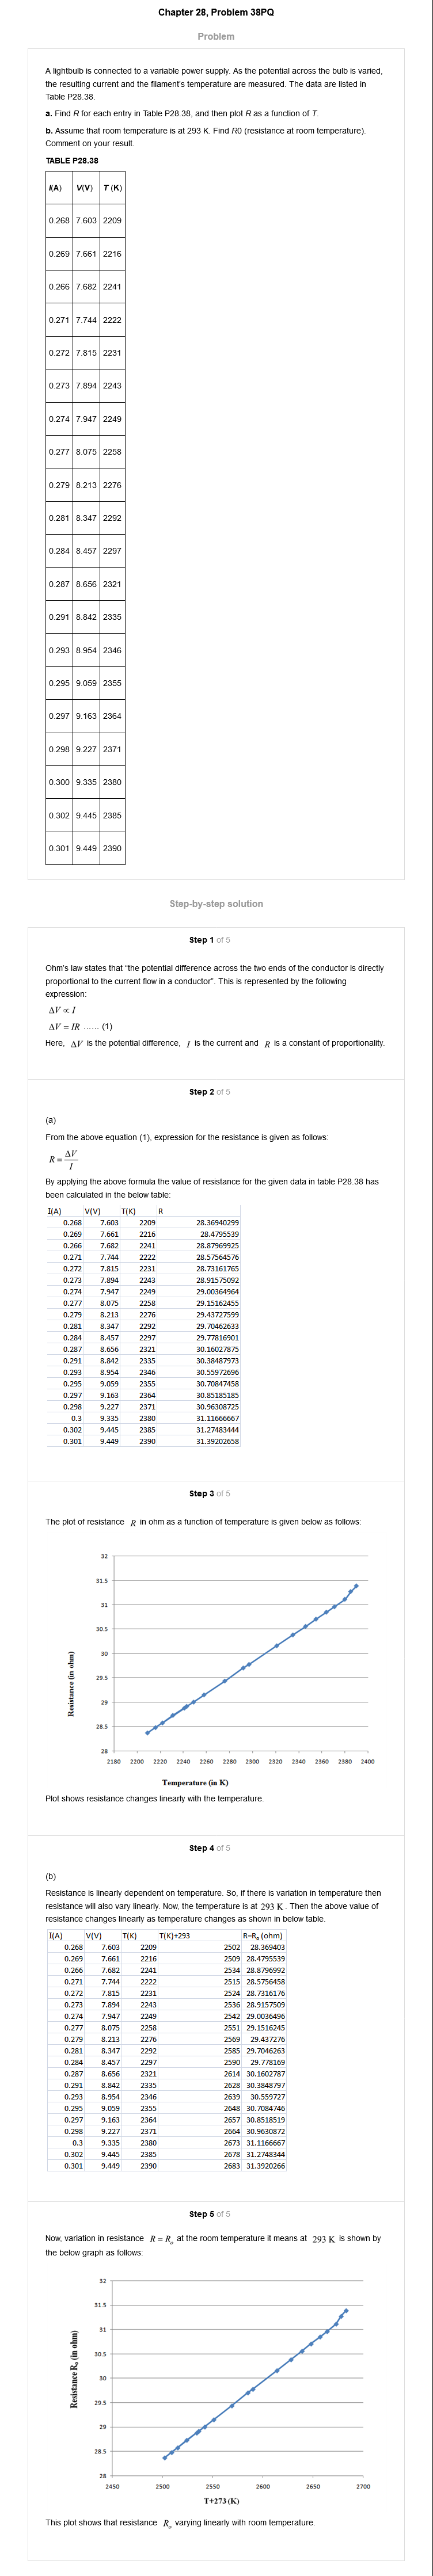 Chapter 28, Problem 38PQ
Problem
A lightbulb is connected to a variable power supply. As the potential across the bulb is varied,
the resulting current and the filament's temperature are measured. The data are listed in
Table P28.38.
a. Find R for each entry in Table P28.38, and then plot R as a function of T.
b. Assume that room temperature is at 293 K. Find R0 (resistance at room temperature).
Comment on your result.
TABLE P28.38
I(A) V(V) T (K)
0.268 7.603 2209
0.269 7.661 2216
0.266 7.682 2241
0.271 7.744 2222
0.272 7.815 2231
0.273 7.894 2243
0.274 7.947 2249
0.277 8.075 2258
0.279 8.213 2276
0.281 8.347 2292
0.284 8.457 2297
0.287 8.656 2321
0.291 8.842 2335
0.293 8.954 2346
0.295 9.059 2355
0.297 9.163 2364
0.298 9.227 2371
0.300 9.335 2380
0.302 9.445 2385
0.301 9.449 2390
Step-by-step solution
Step 1 of 5
Ohm's law states that "the potential difference across the two ends of the conductor is directly
proportional to the current flow in a conductor". This is represented by the following
expression:
ΔV ∝ I
ΔV = IR ...... (1)
Here, ΔV is the potential difference, I is the current and R is a constant of proportionality.
Step 2 of 5
(a)
From the above equation (1), expression for the resistance is given as follows:
R = ΔV / I
By applying the above formula the value of resistance for the given data in table P28.38 has
been calculated in the below table:
I(A) V(V) T(K) R
0.268 7.603 2209 28.36940299
0.269 7.661 2216 28.4795539
0.266 7.682 2241 28.87969925
0.271 7.744 2222 28.57564576
0.272 7.815 2231 28.73161765
0.273 7.894 2243 28.91575092
0.274 7.947 2249 29.00364964
0.277 8.075 2258 29.15162455
0.279 8.213 2276 29.43727599
0.281 8.347 2292 29.70462633
0.284 8.457 2297 29.77816901
0.287 8.656 2321 30.16027875
0.291 8.842 2335 30.38487973
0.293 8.954 2346 30.55972696
0.295 9.059 2355 30.70847458
0.297 9.163 2364 30.85185185
0.298 9.227 2371 30.96308725
0.3 9.335 2380 31.11666667
0.302 9.445 2385 31.27483444
0.301 9.449 2390 31.39202658
Step 3 of 5
The plot of resistance R in ohm as a function of temperature is given below as follows:
32
31.5
31
30.5
30
29.5
29
28.5
28
Resistance (in ohm)
2180 2200 2220 2240 2260 2280 2300 2320 2340 2360 2380 2400
Temperature (in K)
Plot shows resistance changes linearly with the temperature.
Step 4 of 5
(b)
Resistance is linearly dependent on temperature. So, if there is variation in temperature then
resistance will also vary linearly. Now, the temperature is at 293 K . Then the above value of
resistance changes linearly as temperature changes as shown in below table.
I(A) V(V) T(K) T(K)+293 R=R₀ (ohm)
0.268 7.603 2209 2502 28.369403
0.269 7.661 2216 2509 28.4795539
0.266 7.682 2241 2534 28.8796992
0.271 7.744 2222 2515 28.5756458
0.272 7.815 2231 2524 28.7316176
0.273 7.894 2243 2536 28.9157509
0.274 7.947 2249 2542 29.0036496
0.277 8.075 2258 2551 29.1516245
0.279 8.213 2276 2569 29.437276
0.281 8.347 2292 2585 29.7046263
0.284 8.457 2297 2590 29.778169
0.287 8.656 2321 2614 30.1602787
0.291 8.842 2335 2628 30.3848797
0.293 8.954 2346 2639 30.559727
0.295 9.059 2355 2648 30.7084746
0.297 9.163 2364 2657 30.8518519
0.298 9.227 2371 2664 30.9630872
0.3 9.335 2380 2673 31.1166667
0.302 9.445 2385 2678 31.2748344
0.301 9.449 2390 2683 31.3920266
Step 5 of 5
Now, variation in resistance R = R₀ at the room temperature it means at 293 K is shown by
the below graph as follows:
32
31.5
31
30.5
30
29.5
29
28.5
28
Resistance R₀ (in ohm)
2450 2500 2550 2600 2650 2700
T+273 (K)
This plot shows that resistance R₀ varying linearly with room temperature.